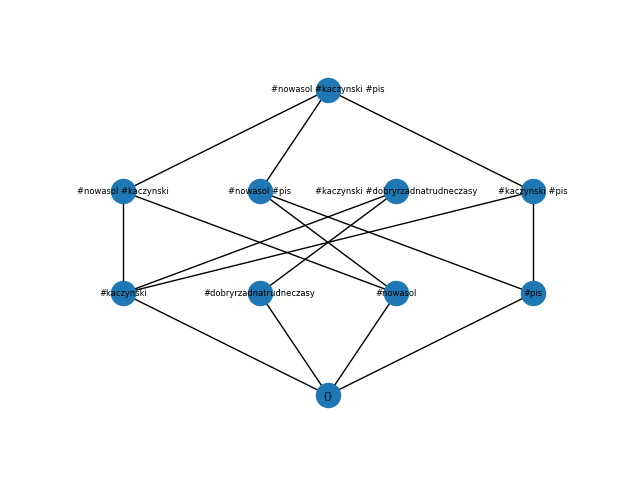 #nowasol #kaczynski #pis
#nowasol #kaczynski
#nowasol #pis
#kaczynski #dobryrzadnatrudneczasy
#kaczynski #pis
#kaczynski
#dobryrzadnatrudneczasy
#nowasol
#pis
{}